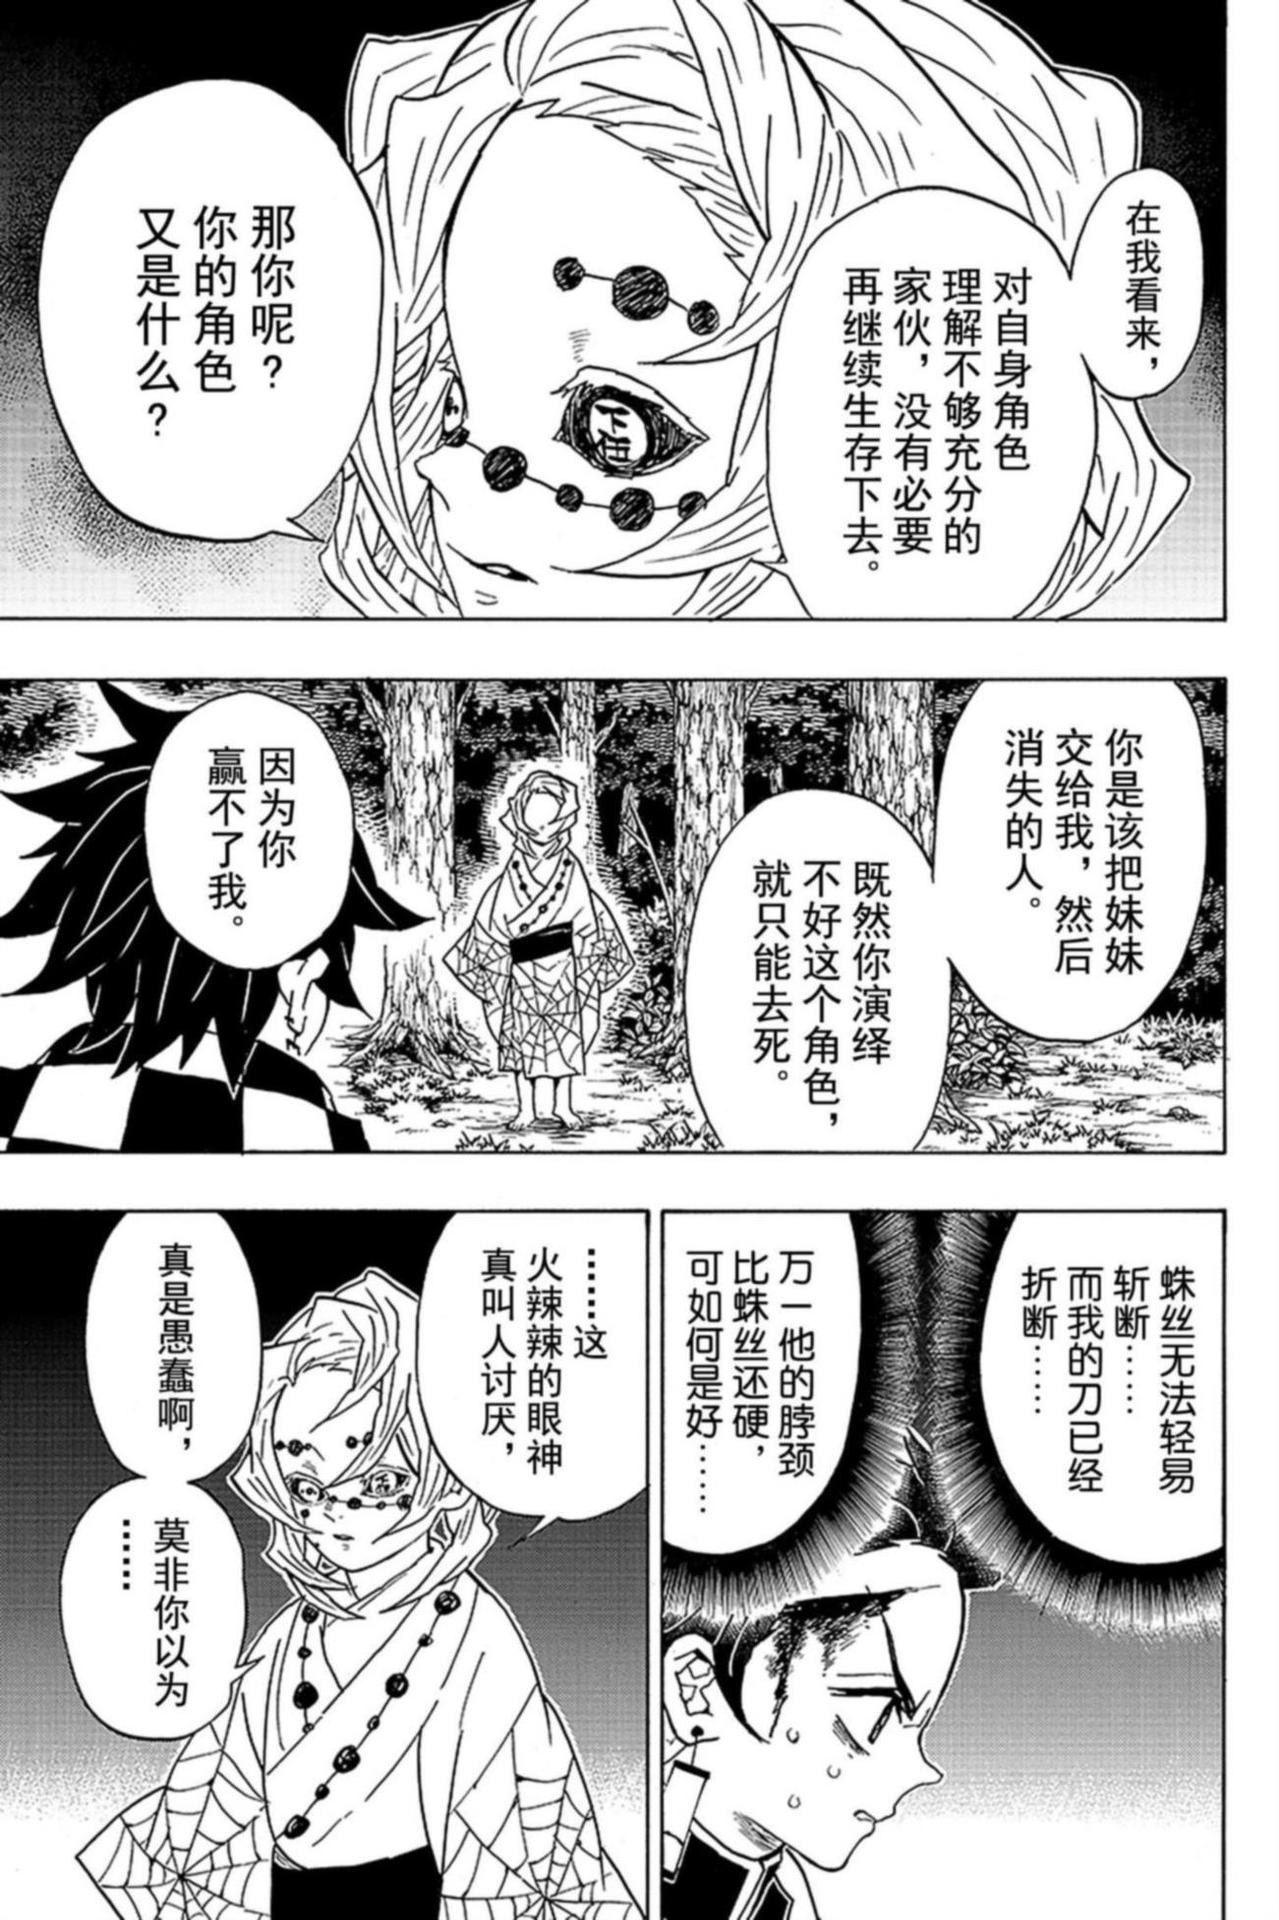 在我看来，
对自身角色
理解不够充分的
家伙，没有必要
再继续生存下去。
那你呢？
你的角色
又是什么？
下伍
你是该把妹妹
交给我，然后
消失的人。
既然你演绎
不好这个角色，
就只能去死。
因为你
赢不了我。
蛛丝无法轻易
斩断……
而我的刀已经
折断……
万一他的脖颈
比蛛丝还硬，
可如何是好……
……这
火辣辣的眼神
真叫人讨厌，
真是愚蠢啊，
莫非你以为
……